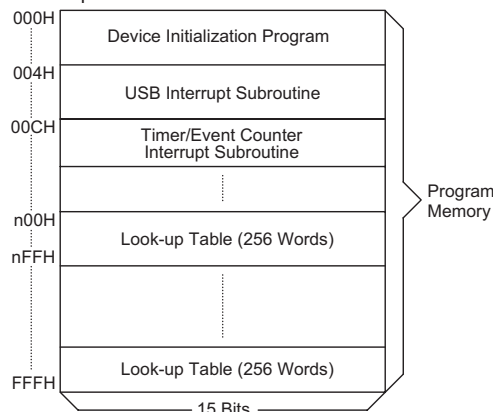 000H
Device Initialization Program
004H
USB Interrupt Subroutine
00CH
Timer/Event Counter
Interrupt Subroutine
Program
Memory
n00H
Look-up Table (256 Words)
nFFH
Look-up Table (256 Words)
FFFH
15 Bits